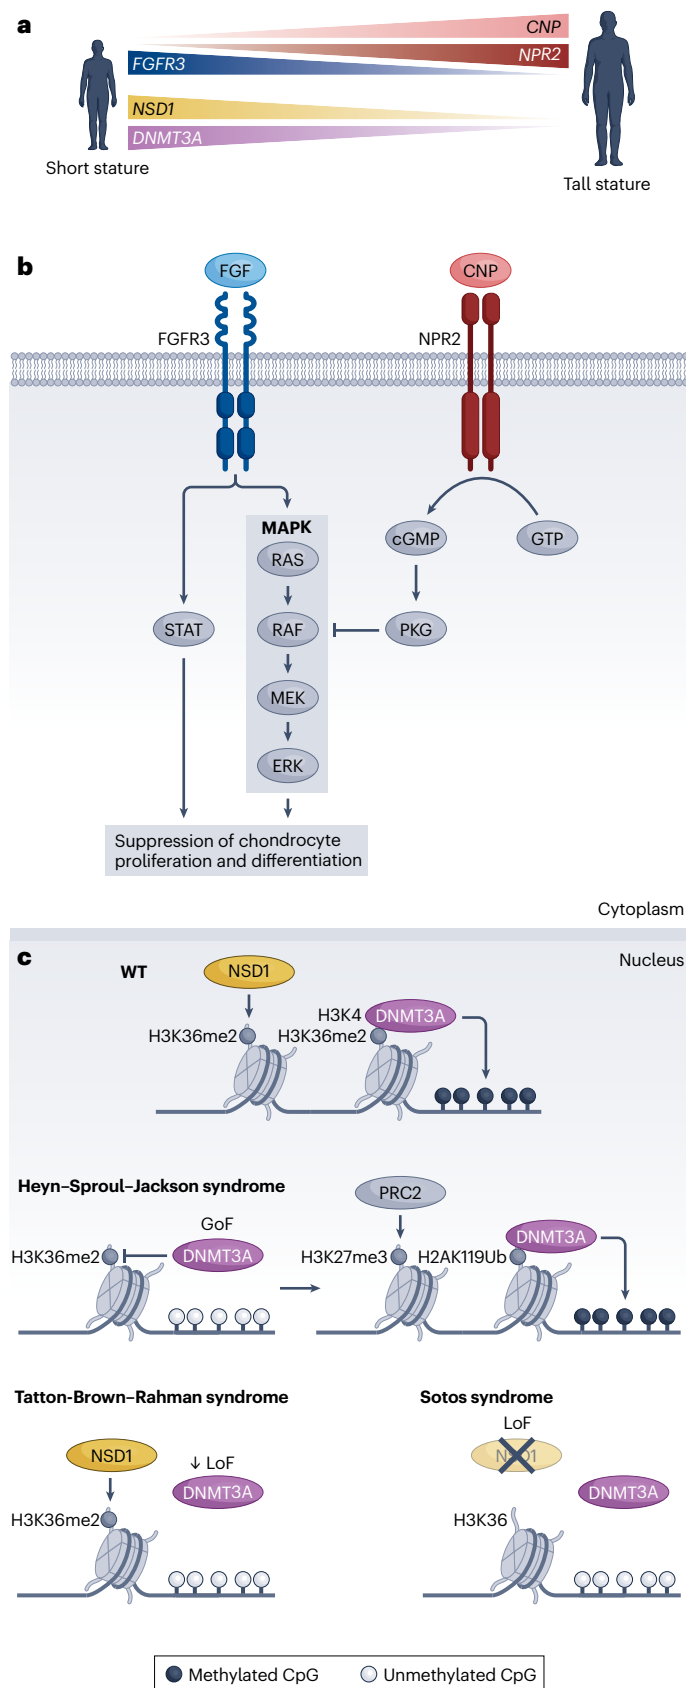 a
CNP
NPR2
FGFR3
NSD1
DNMT3A
Short stature
Tall stature
b
FGF
CNP
FGFR3
NPR2
MAPK
RAS
cGMP
GTP
STAT
RAF
PKG
MEK
ERK
Suppression of chondrocyte
proliferation and differentiation
Cytoplasm
c
Nucleus
WT
NSD1
H3K36me2
H3K4
DNMT3A
H3K36me2
Heyn–Sproul–Jackson syndrome
GoF
DNMT3A
H3K36me2
PRC2
H3K27me3
H2AK119Ub
DNMT3A
Tatton-Brown–Rahman syndrome
NSD1
↓ LoF
DNMT3A
H3K36me2
Sotos syndrome
LoF
NSD1
DNMT3A
H3K36
Methylated CpG
Unmethylated CpG